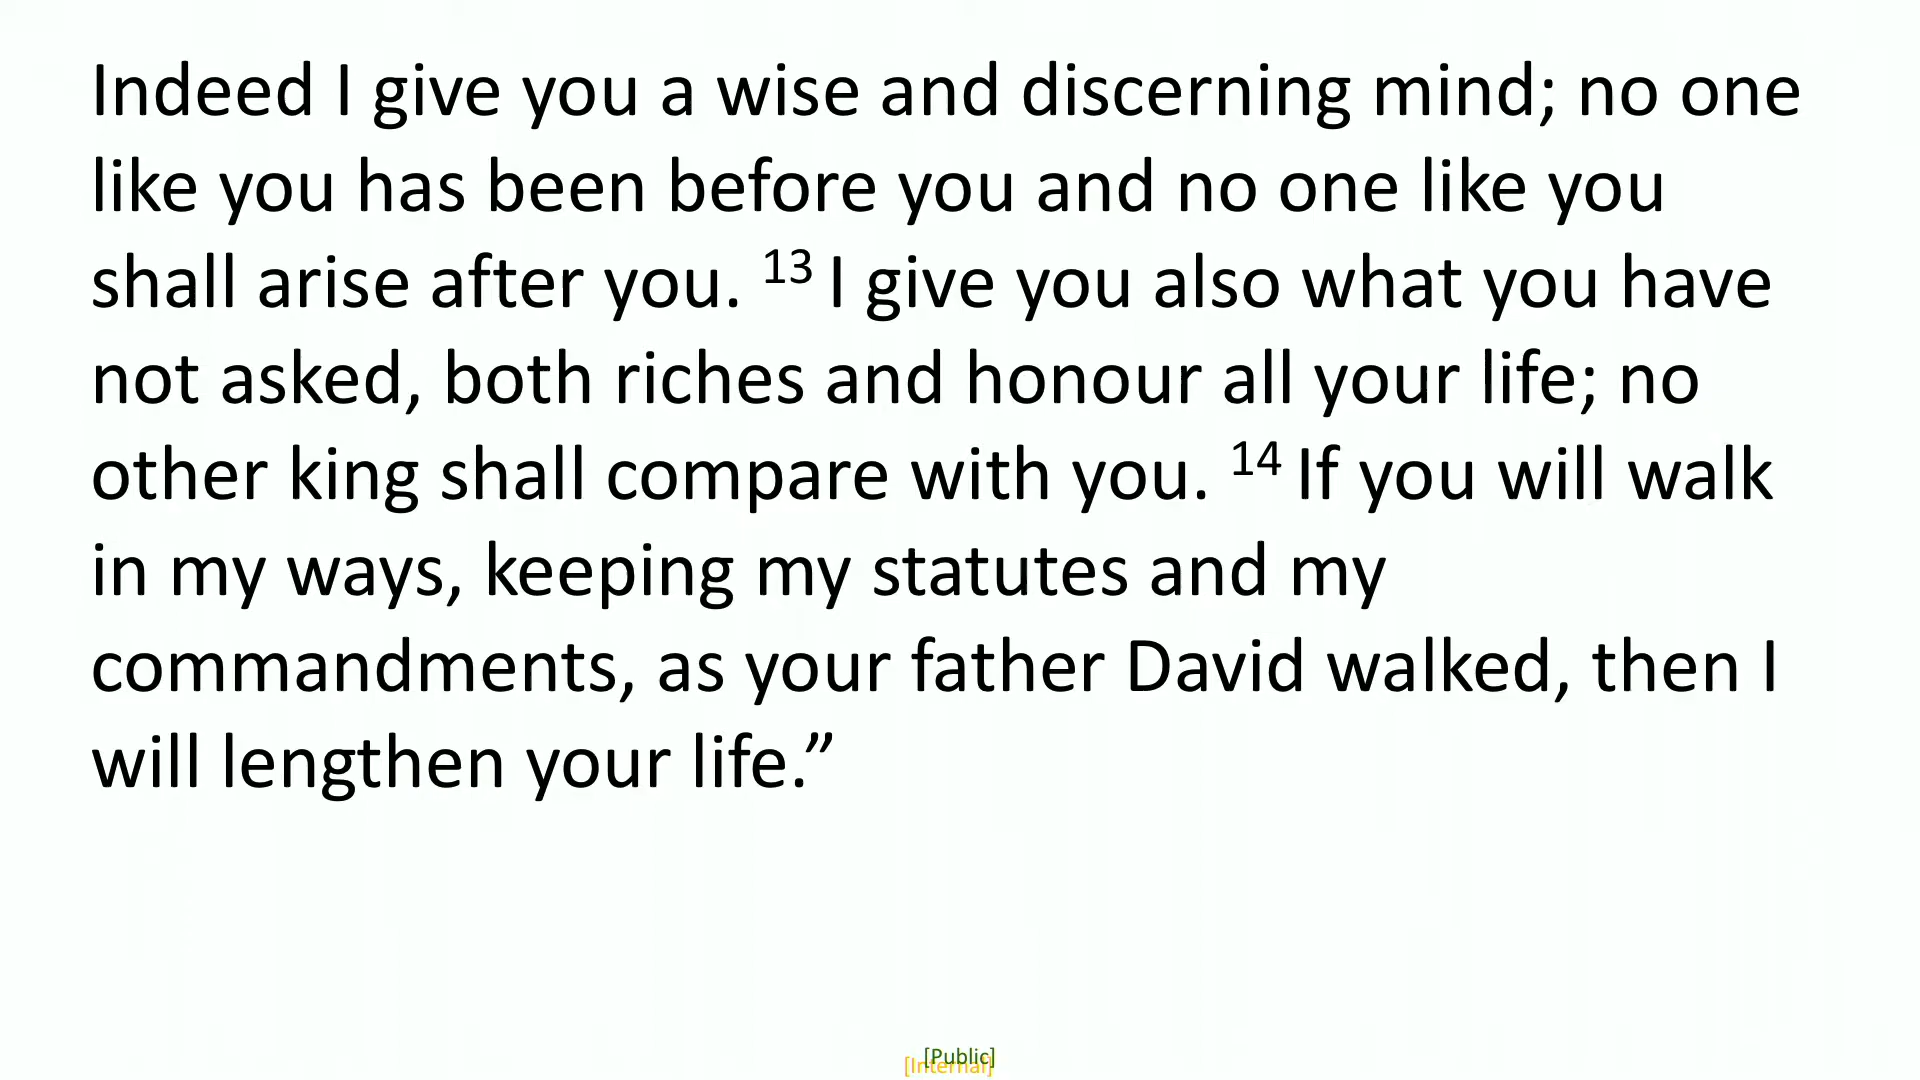 Indeed I give you a wise and discerning mind; no one
like you has been before you and no one like you
shall arise after you. 13 I give you also what you have
not asked, both riches and honour all your life; no
other king shall compare with you. 14 If you will walk
in my ways, keeping my statutes and my
commandments, as your father David walked, then I
will lengthen your life.”
[Public]
[Internal]